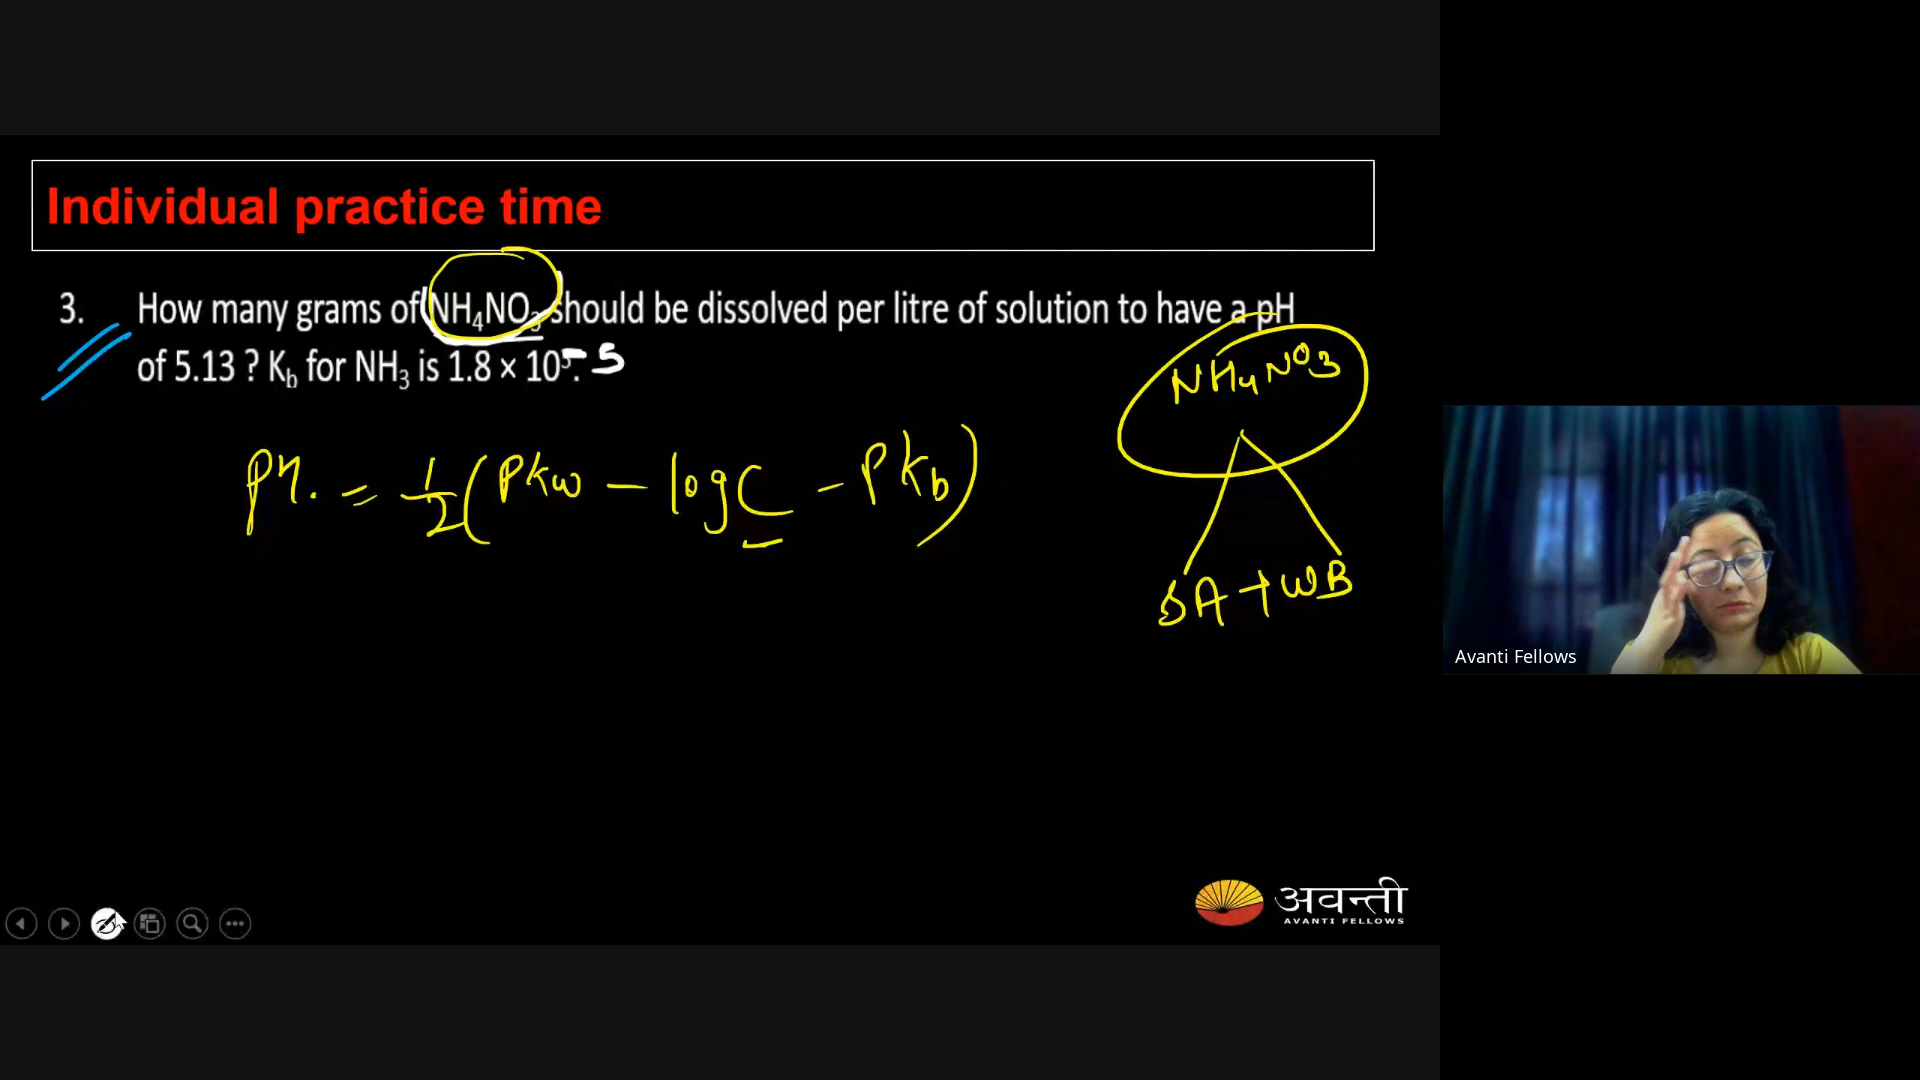 Individual practice time
3. How many grams of NH₄NO₃ should be dissolved per litre of solution to have a pH
of 5.13 ? Kb for NH₃ is 1.8 × 10⁻⁵.
NH₄NO₃
pH. = 1/2 (Pkw - log C - Pkb)
SA + WB
Avanti Fellows
अवन्ती
AVANTI FELLOWS